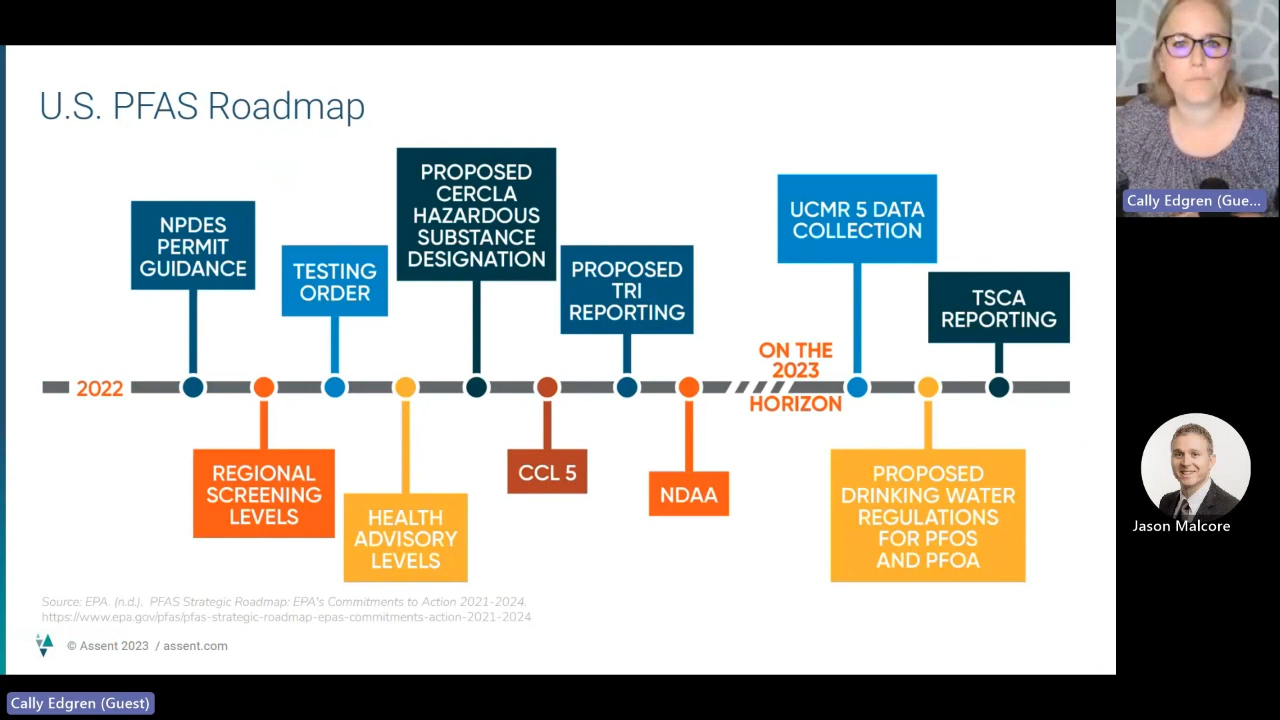 U.S. PFAS Roadmap
NPDES
PERMIT
GUIDANCE
TESTING
ORDER
PROPOSED
CERCLA
HAZARDOUS
SUBSTANCE
DESIGNATION
PROPOSED
TRI
REPORTING
UCMR 5 DATA
COLLECTION
TSCA
REPORTING
2022
ON THE
2023
HORIZON
REGIONAL
SCREENING
LEVELS
HEALTH
ADVISORY
LEVELS
CCL 5
NDAA
PROPOSED
DRINKING WATER
REGULATIONS
FOR PFOS
AND PFOA
Source: EPA. (n.d.). PFAS Strategic Roadmap: EPA's Commitments to Action 2021-2024.
https://www.epa.gov/pfas/pfas-strategic-roadmap-epas-commitments-action-2021-2024
© Assent 2023 / assent.com
Cally Edgren (Guest)
Cally Edgren (Gue...
Jason Malcore